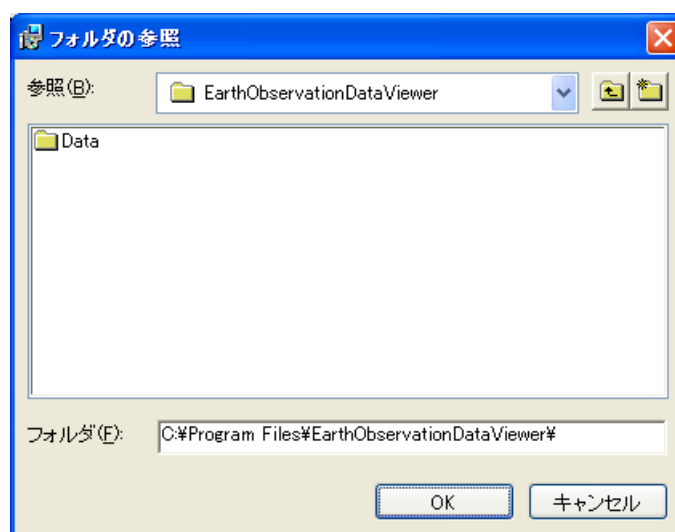 フォルダの参照
参照(B):
EarthObservationDataViewer
Data
フォルダ(F):
C:¥Program Files¥EarthObservationDataViewer¥
OK
キャンセル